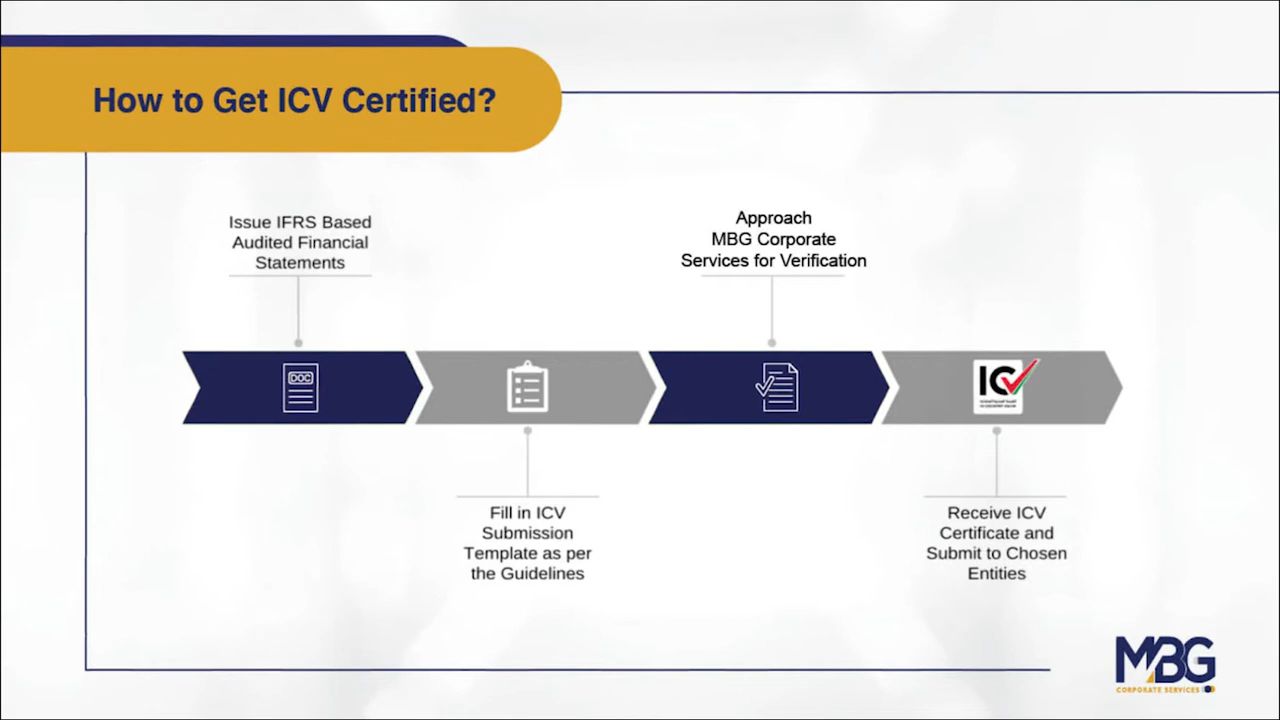 How to Get ICV Certified?
Issue IFRS Based
Audited Financial
Statements
Approach
MBG Corporate
Services for Verification
DOC
ICV
Fill in ICV
Submission
Template as per
the Guidelines
Receive ICV
Certificate and
Submit to Chosen
Entities
MBG
CORPORATE SERVICES